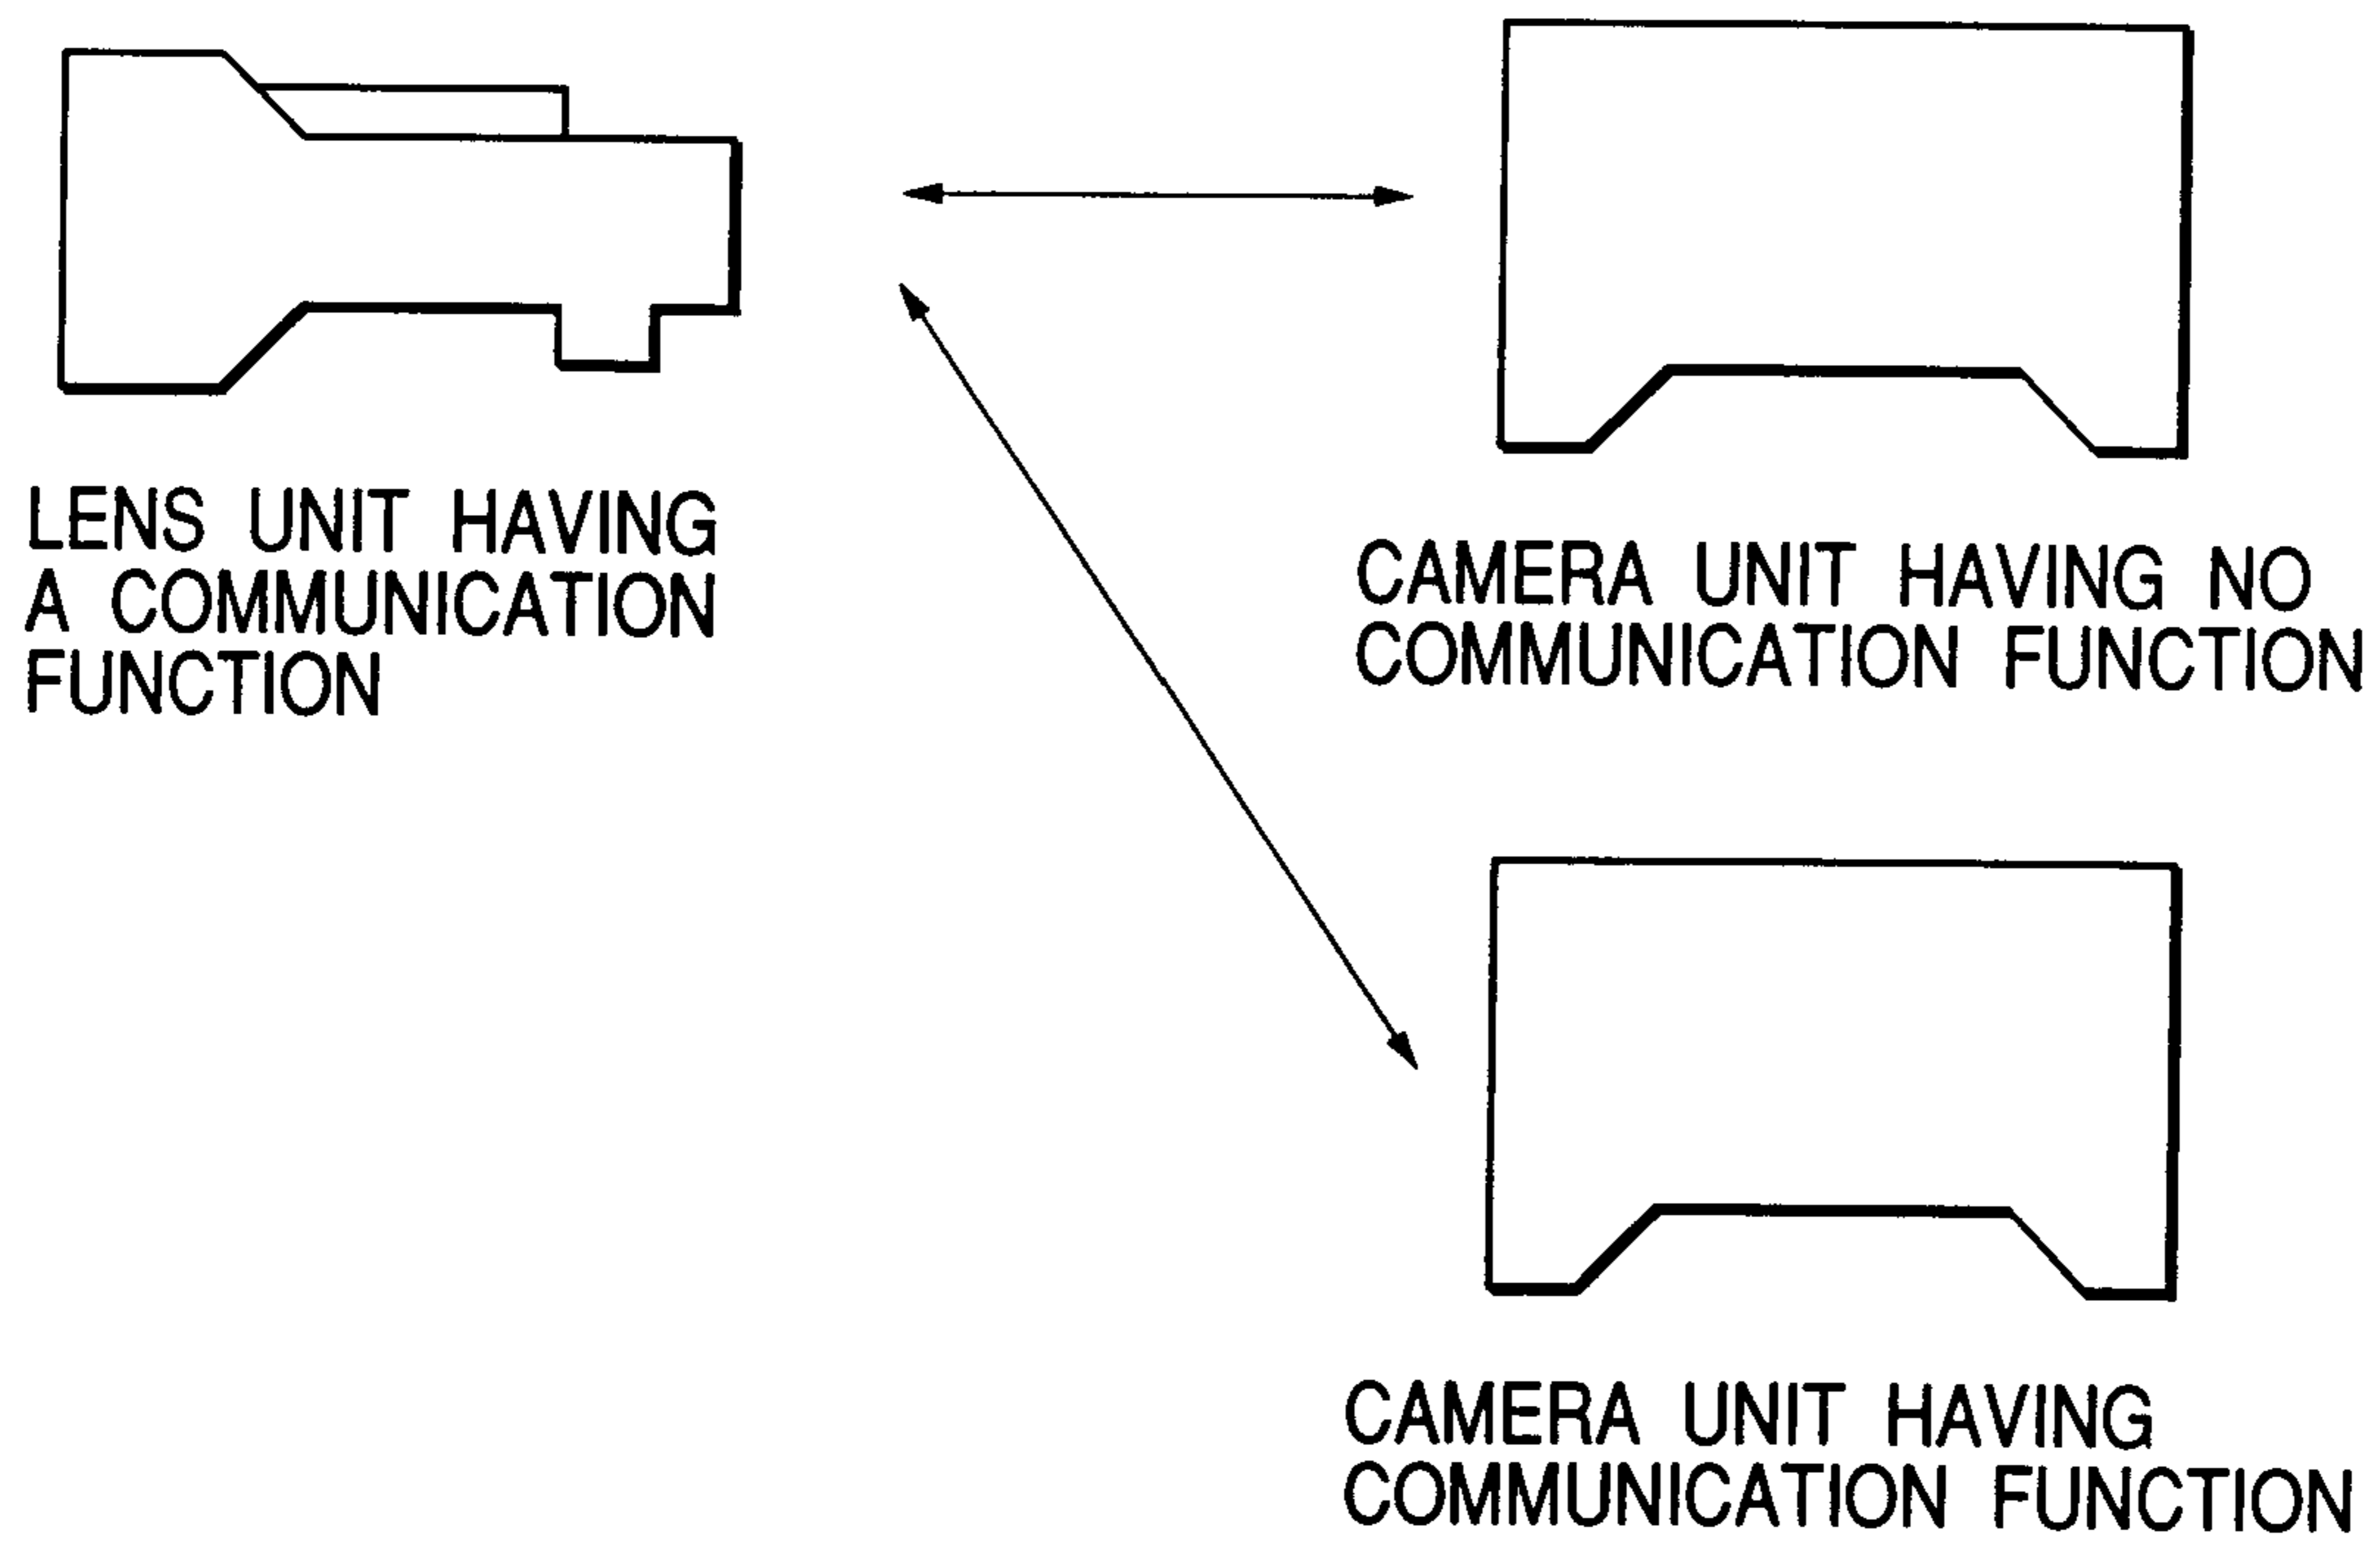 LENS UNIT HAVING
A COMMUNICATION
FUNCTION
CAMERA UNIT HAVING NO
COMMUNICATION FUNCTION
CAMERA UNIT HAVING
COMMUNICATION FUNCTION